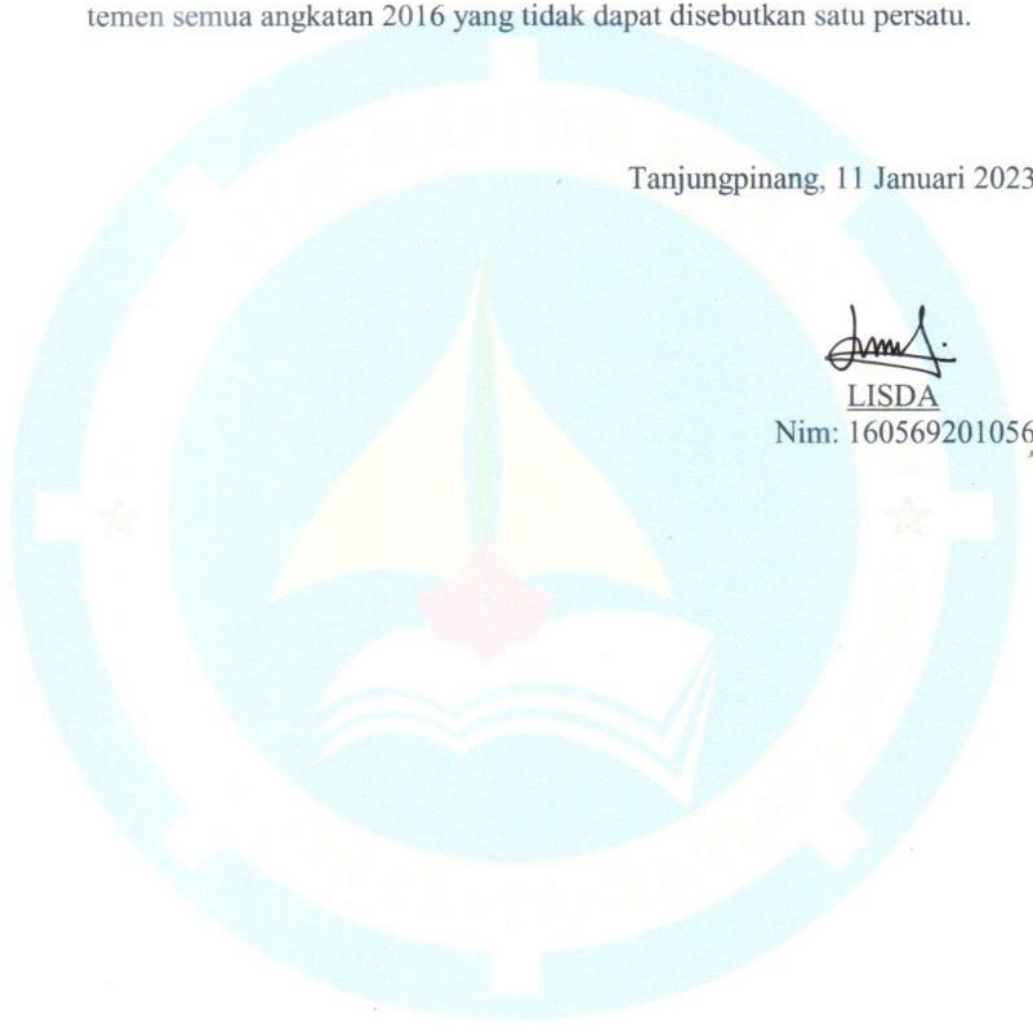 temen semua angkatan 2016 yang tidak dapat disebutkan satu persatu.
Tanjungpinang, 11 Januari 2023
LISDA
Nim: 160569201056